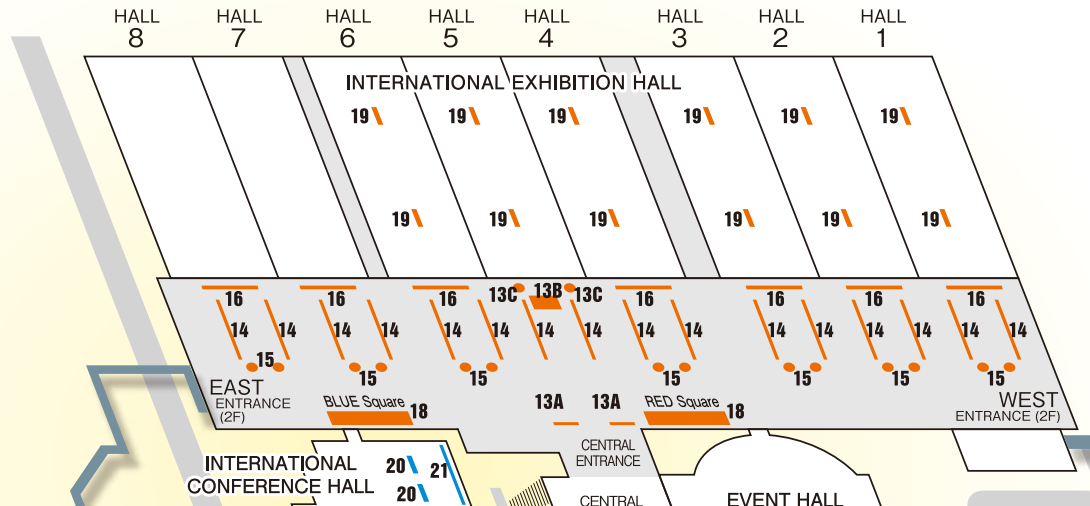 HALL HALL HALL HALL HALL HALL HALL HALL
8 7 6 5 4 3 2 1
INTERNATIONAL EXHIBITION HALL
19 19 19 19 19 19
19 19 19 19 19 19
13C 13B 13C
16 16 16 16 16 16 16
14 14 14 14 14 14 14 14 14 14 14 14 14 14 14 14
15
15 15 15 15 15 15
EAST
ENTRANCE
(2F)
BLUE Square 18
13A 13A
RED Square 18
WEST
ENTRANCE (2F)
CENTRAL
ENTRANCE
INTERNATIONAL
CONFERENCE HALL
20 21
20
CENTRAL
EVENT HALL